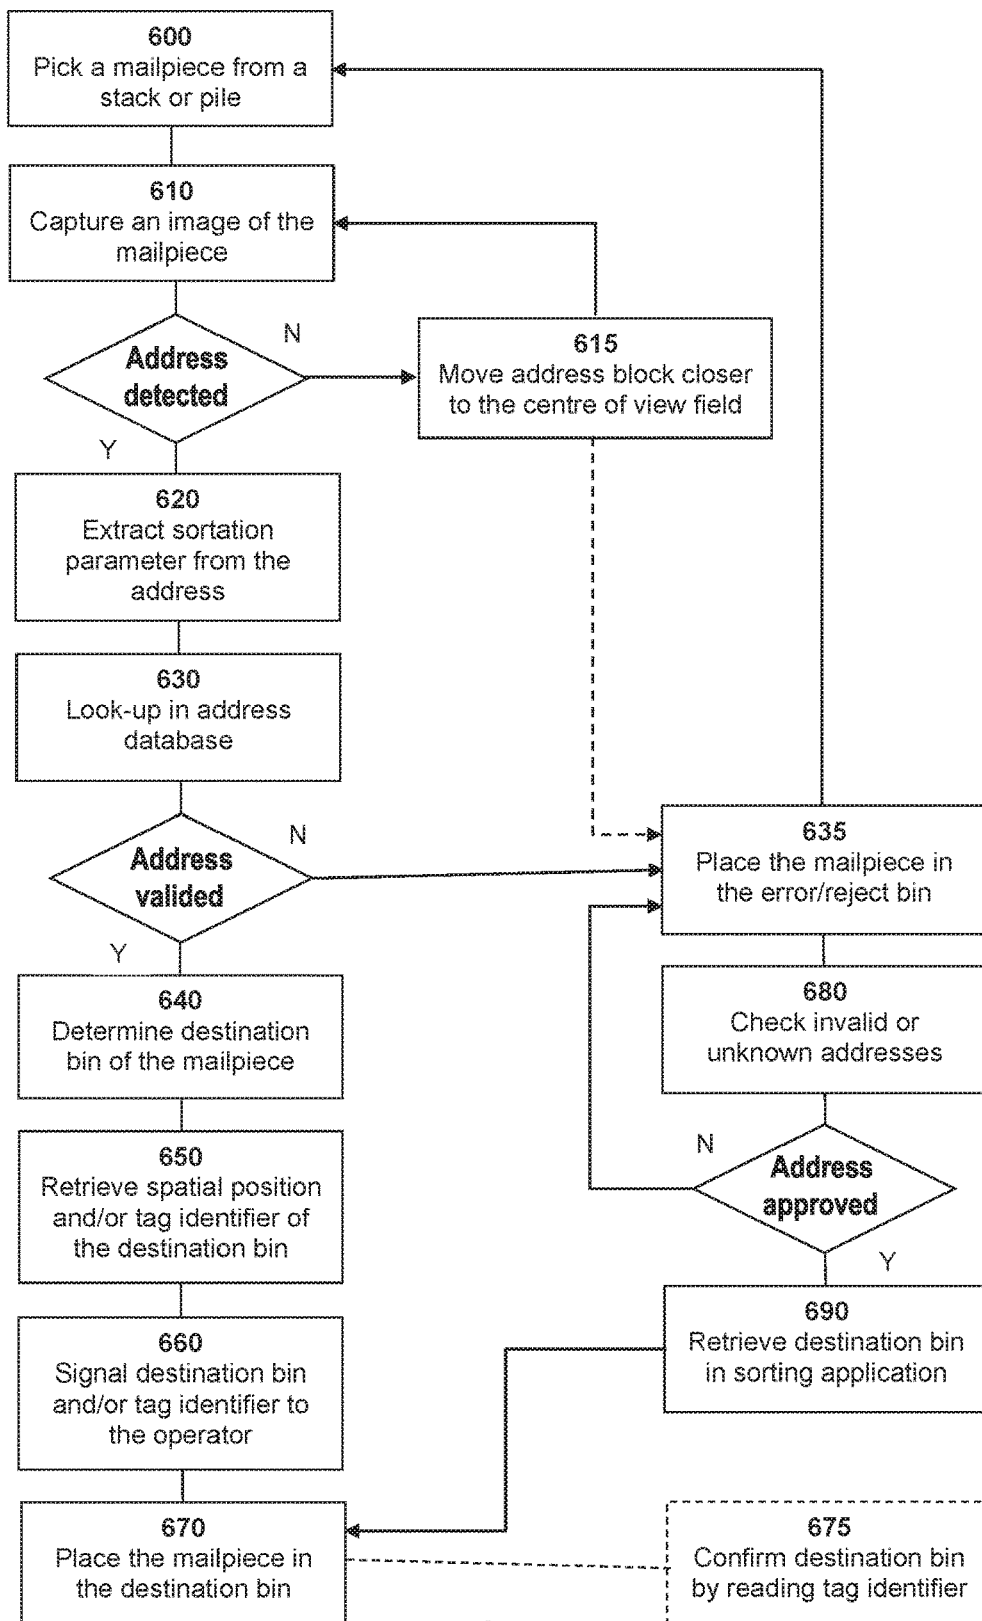 600
Pick a mailpiece from a
stack or pile
610
Capture an image of the
mailpiece
N
Address
detected
Y
615
Move address block closer
to the centre of view field
620
Extract sortation
parameter from the
address
630
Look-up in address
database
N
Address
valided
Y
635
Place the mailpiece in
the error/reject bin
640
Determine destination
bin of the mailpiece
680
Check invalid or
unknown addresses
650
Retrieve spatial position
and/or tag identifier of
the destination bin
N
Address
approved
Y
660
Signal destination bin
and/or tag identifier to
the operator
690
Retrieve destination bin
in sorting application
670
Place the mailpiece in
the destination bin
675
Confirm destination bin
by reading tag identifier